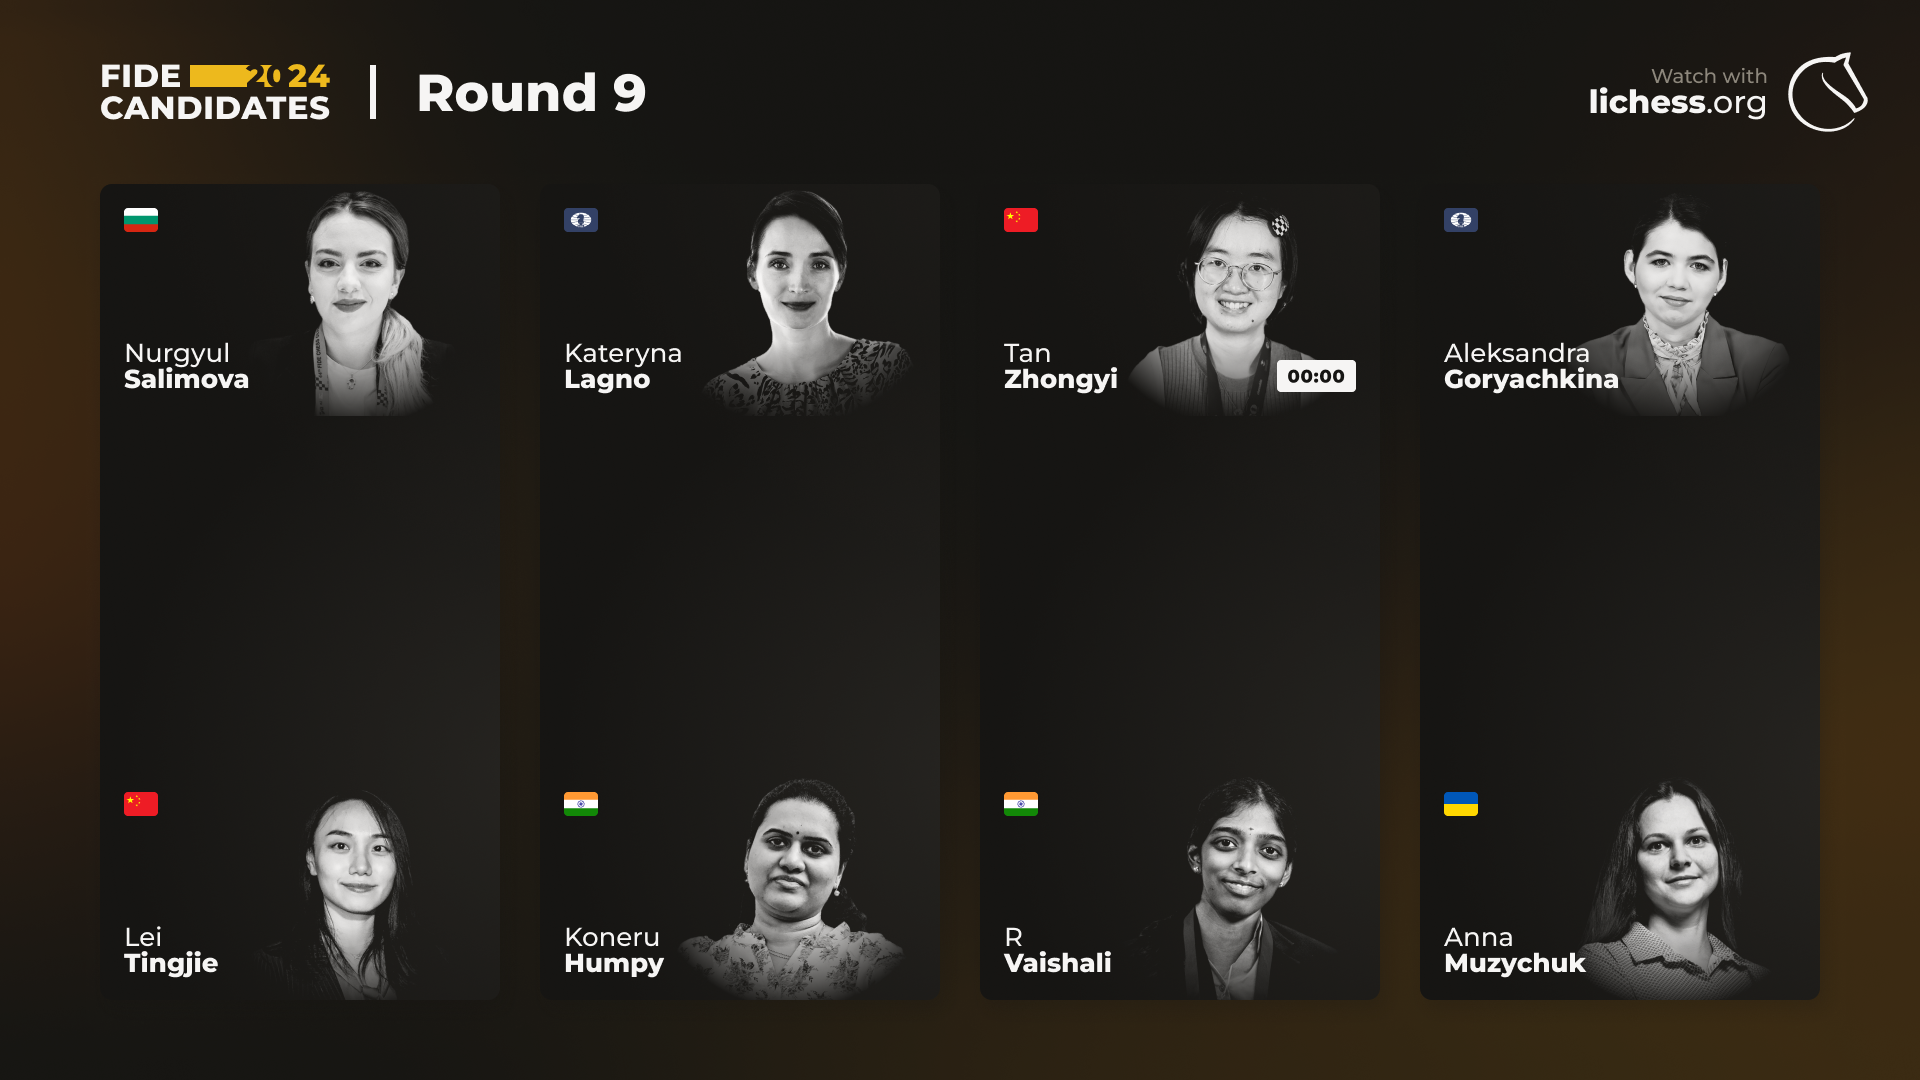 FIDE 2024
CANDIDATES
Round 9
Watch with
lichess.org
Nurgyul
Salimova
Kateryna
Lagno
Tan
Zhongyi
00:00
Aleksandra
Goryachkina
Lei
Tingjie
Koneru
Humpy
R
Vaishali
Anna
Muzychuk